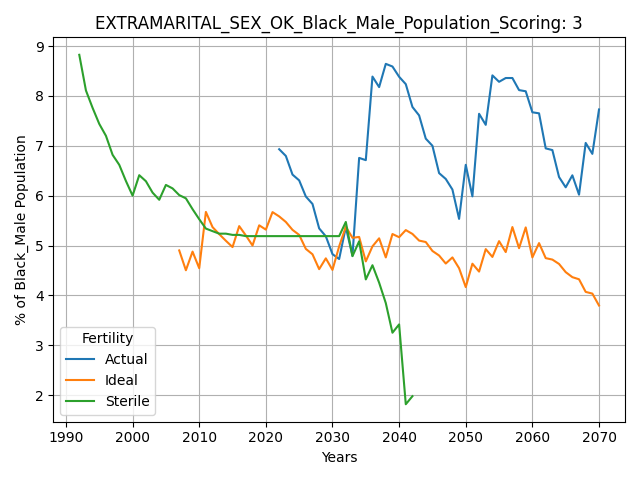 EXTRAMARITAL_SEX_OK_Black_Male_Population_Scoring: 3
% of Black_Male Population
9
8
7
6
5
4
3
2
Fertility
Actual
Ideal
Sterile
1990 2000 2010 2020 2030 2040 2050 2060 2070
Years